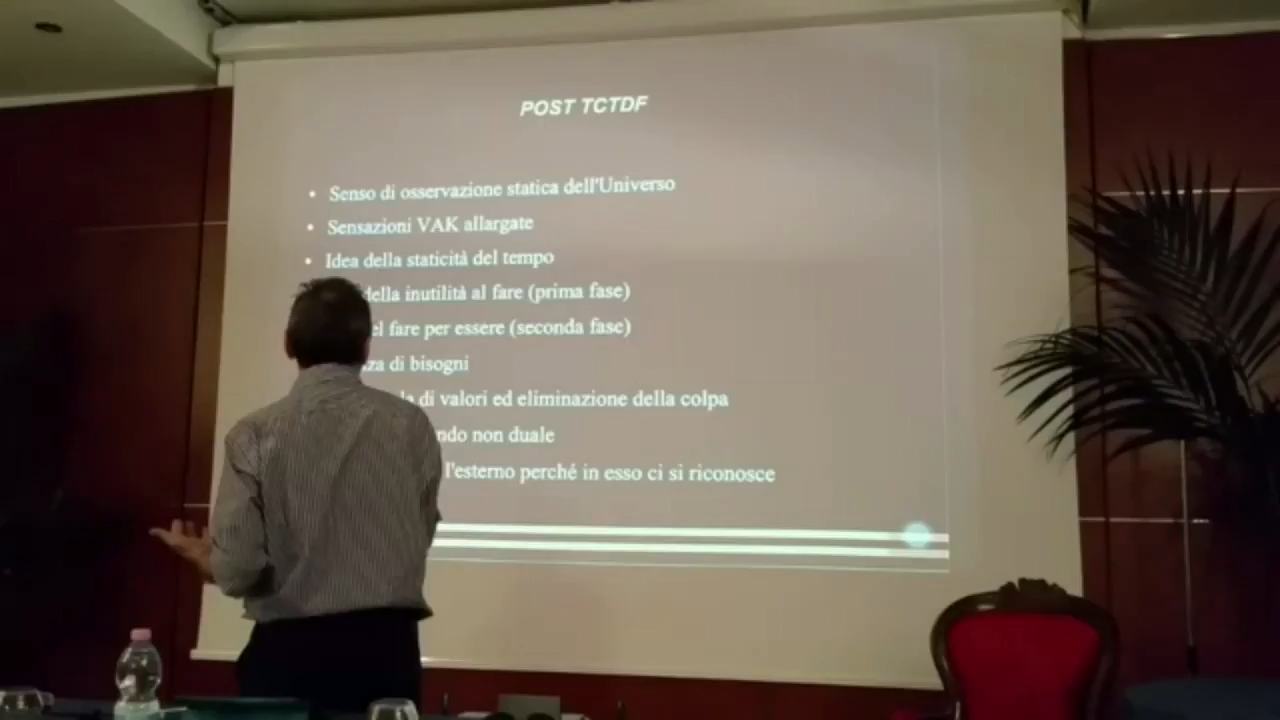 POST TCTDF
• Senso di osservazione statica dell'Universo
• Sensazioni VAK allargate
• Idea della staticità del tempo
della inutilità al fare (prima fase)
fare per essere (seconda fase)
di bisogni
di valori ed eliminazione della colpa
non duale
l'esterno perché in esso ci si riconosce